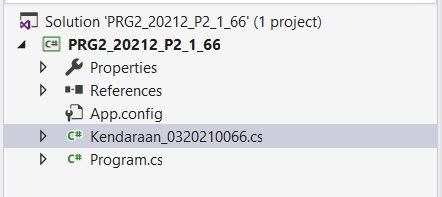 Solution 'PRG2_20212_P2_1_66' (1 project)
C# PRG2_20212_P2_1_66
Properties
References
App.config
C# Kendaraan_0320210066.cs
C# Program.cs